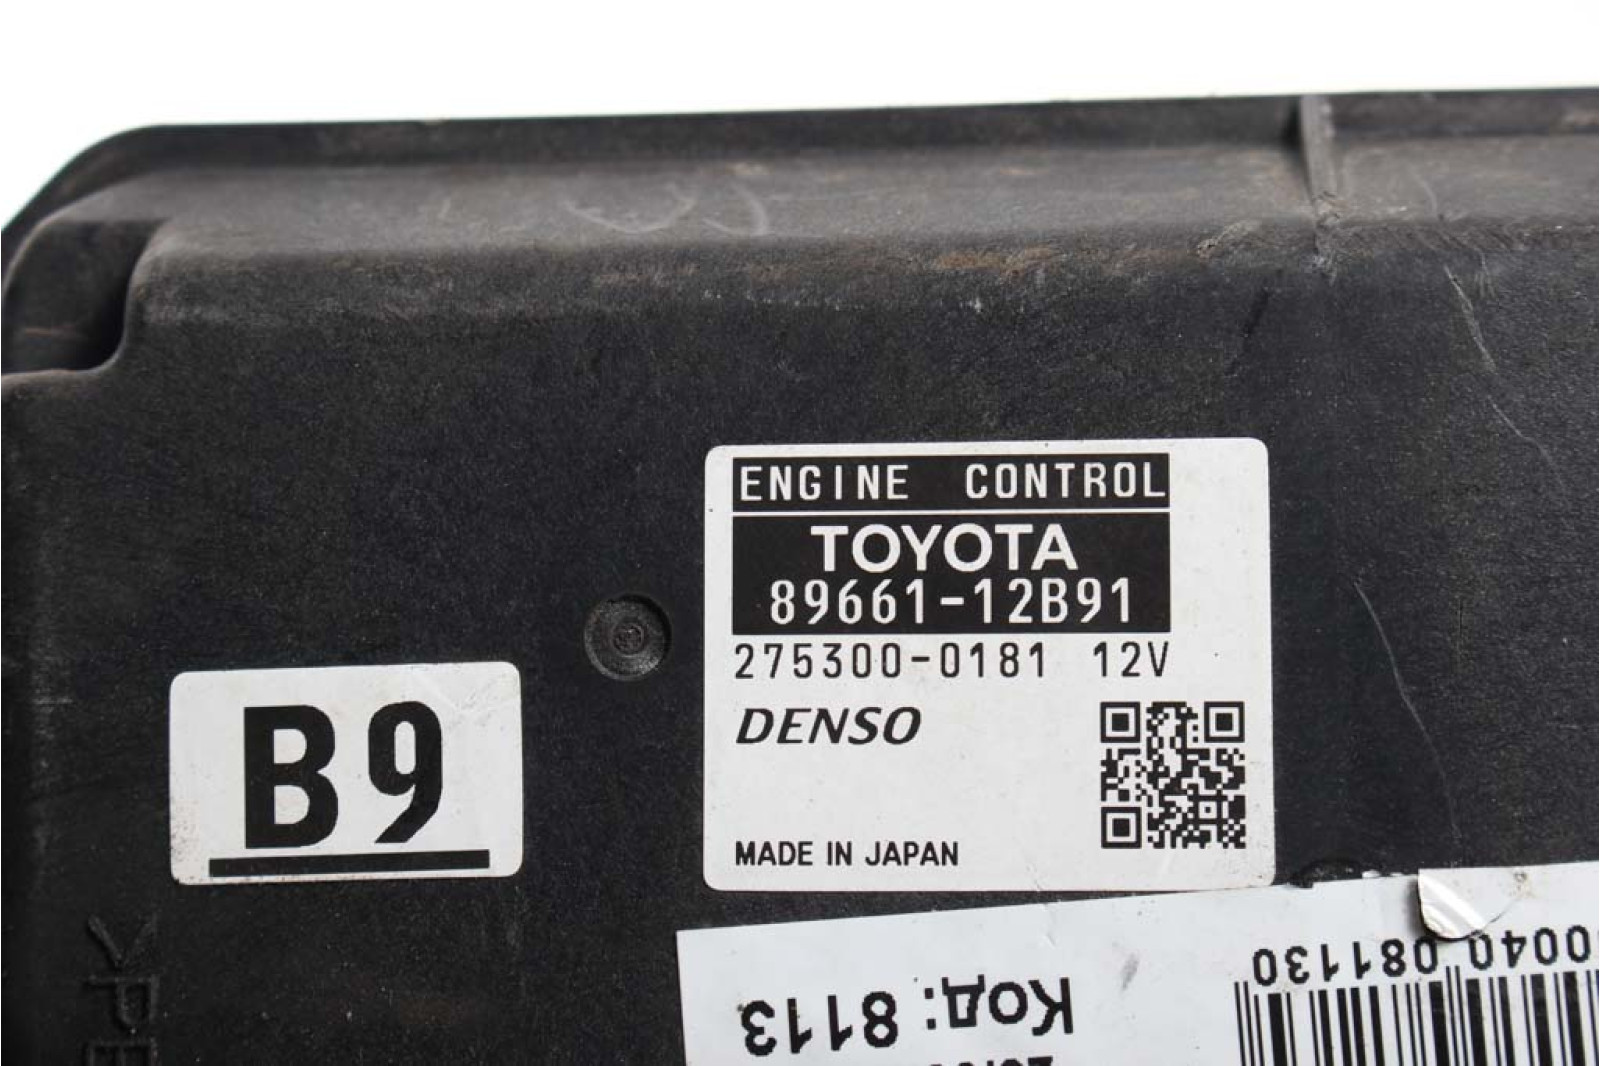 ENGINE CONTROL
TOYOTA
89661-12B91
275300-0181 12V
DENSO
MADE IN JAPAN
B9
Код: 8113
0040 081130